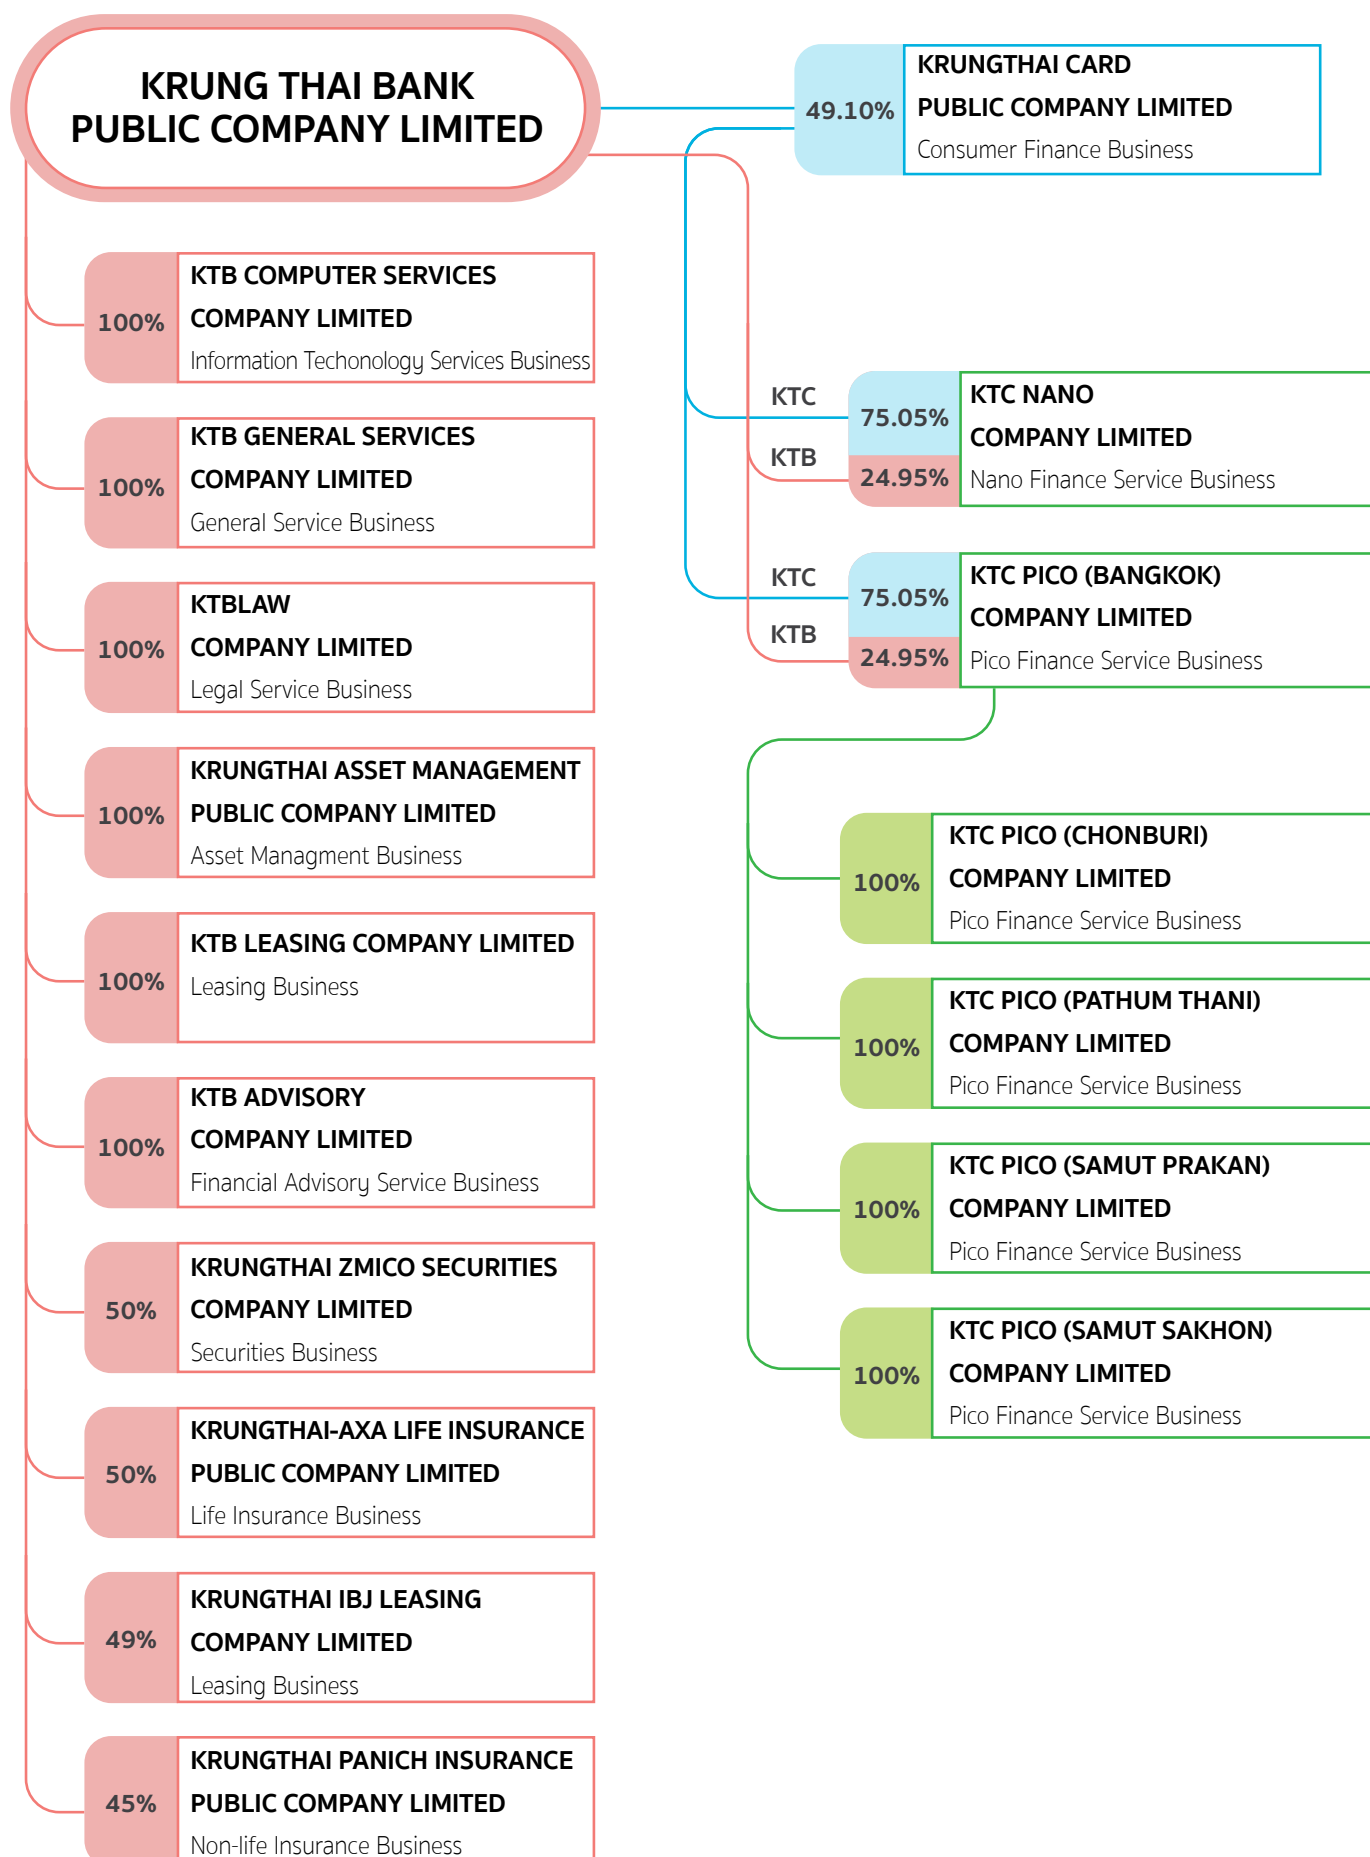 KRUNG THAI BANK
PUBLIC COMPANY LIMITED
49.10%
KRUNGTHAI CARD
PUBLIC COMPANY LIMITED
Consumer Finance Business
100%
KTB COMPUTER SERVICES
COMPANY LIMITED
Information Techonology Services Business
100%
KTB GENERAL SERVICES
COMPANY LIMITED
General Service Business
100%
KTBLAW
COMPANY LIMITED
Legal Service Business
100%
KRUNGTHAI ASSET MANAGEMENT
PUBLIC COMPANY LIMITED
Asset Managment Business
100%
KTB LEASING COMPANY LIMITED
Leasing Business
100%
KTB ADVISORY
COMPANY LIMITED
Financial Advisory Service Business
50%
KRUNGTHAI ZMICO SECURITIES
COMPANY LIMITED
Securities Business
50%
KRUNGTHAI-AXA LIFE INSURANCE
PUBLIC COMPANY LIMITED
Life Insurance Business
49%
KRUNGTHAI IBJ LEASING
COMPANY LIMITED
Leasing Business
45%
KRUNGTHAI PANICH INSURANCE
PUBLIC COMPANY LIMITED
Non-life Insurance Business
KTC
75.05%
KTB
24.95%
KTC NANO
COMPANY LIMITED
Nano Finance Service Business
KTC
75.05%
KTB
24.95%
KTC PICO (BANGKOK)
COMPANY LIMITED
Pico Finance Service Business
100%
KTC PICO (CHONBURI)
COMPANY LIMITED
Pico Finance Service Business
100%
KTC PICO (PATHUM THANI)
COMPANY LIMITED
Pico Finance Service Business
100%
KTC PICO (SAMUT PRAKAN)
COMPANY LIMITED
Pico Finance Service Business
100%
KTC PICO (SAMUT SAKHON)
COMPANY LIMITED
Pico Finance Service Business